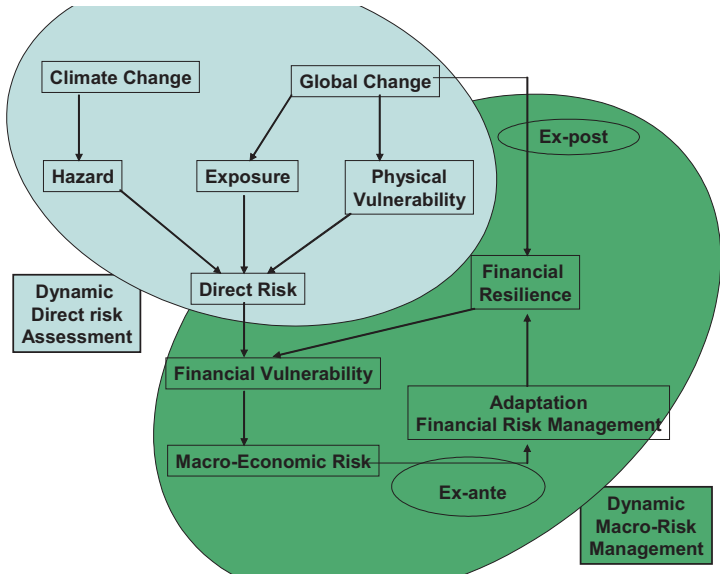 Climate Change
Global Change
Ex-post
Hazard
Exposure
Physical
Vulnerability
Dynamic
Direct risk
Assessment
Direct Risk
Financial
Resilience
Financial Vulnerability
Adaptation
Financial Risk Management
Macro-Economic Risk
Ex-ante
Dynamic
Macro-Risk
Management